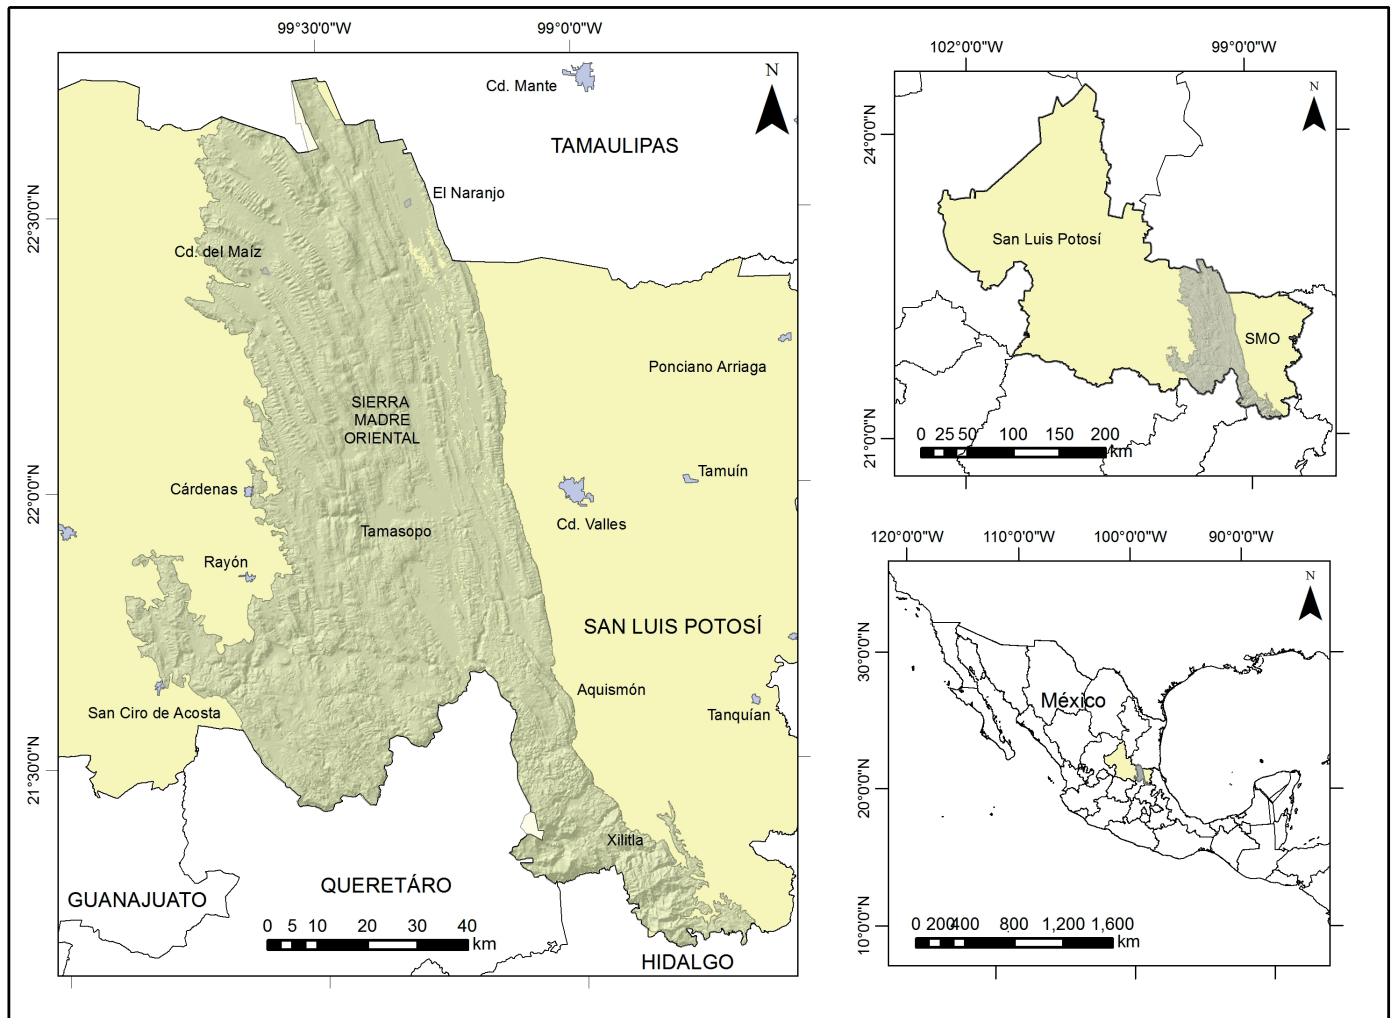 99°30'0"W
99°0'0"W
N
Cd. Mante
TAMAULIPAS
El Naranjo
22°30'0"N
Cd. del Maíz
Ponciano Arriaga
SIERRA
MADRE
ORIENTAL
Tamuín
Cárdenas
22°0'0"N
Cd. Valles
Tamasopo
Rayón
SAN LUIS POTOSÍ
Aquismón
San Ciro de Acosta
Tanquían
21°30'0"N
Xilitla
QUERETÁRO
GUANAJUATO
0 5 10 20 30 40
km
HIDALGO
102°0'0"W
99°0'0"W
N
24°0'0"N
San Luis Potosí
SMO
21°0'0"N
0 25 50 100 150 200
km
120°0'0"W
110°0'0"W
100°0'0"W
90°0'0"W
N
30°0'0"N
México
20°0'0"N
10°0'0"N
0 200 400 800 1,200 1,600
km